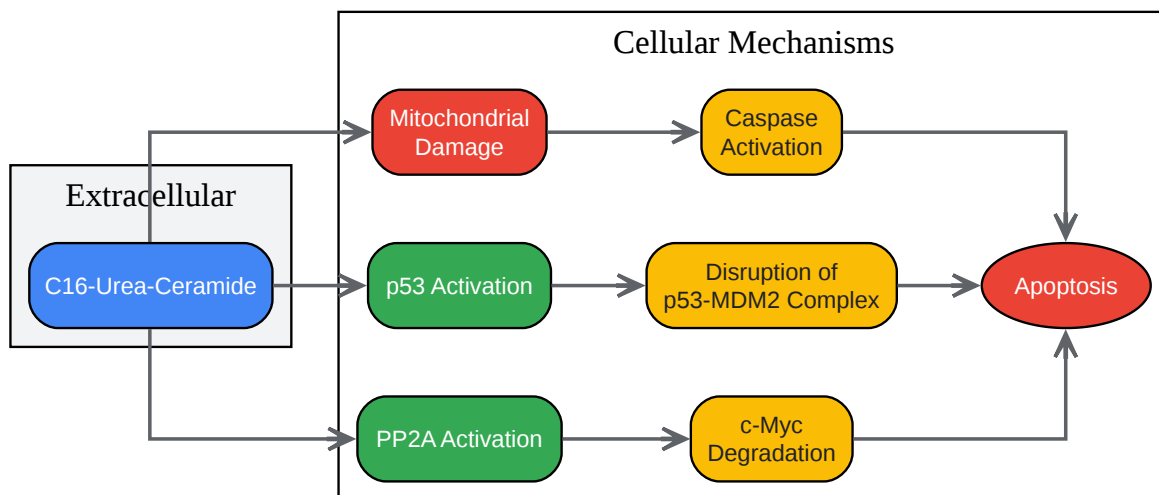 Cellular Mechanisms
Mitochondrial
Damage
Caspase
Activation
Extracellular
C16-Urea-Ceramide
p53 Activation
Disruption of
p53-MDM2 Complex
Apoptosis
PP2A Activation
c-Myc
Degradation